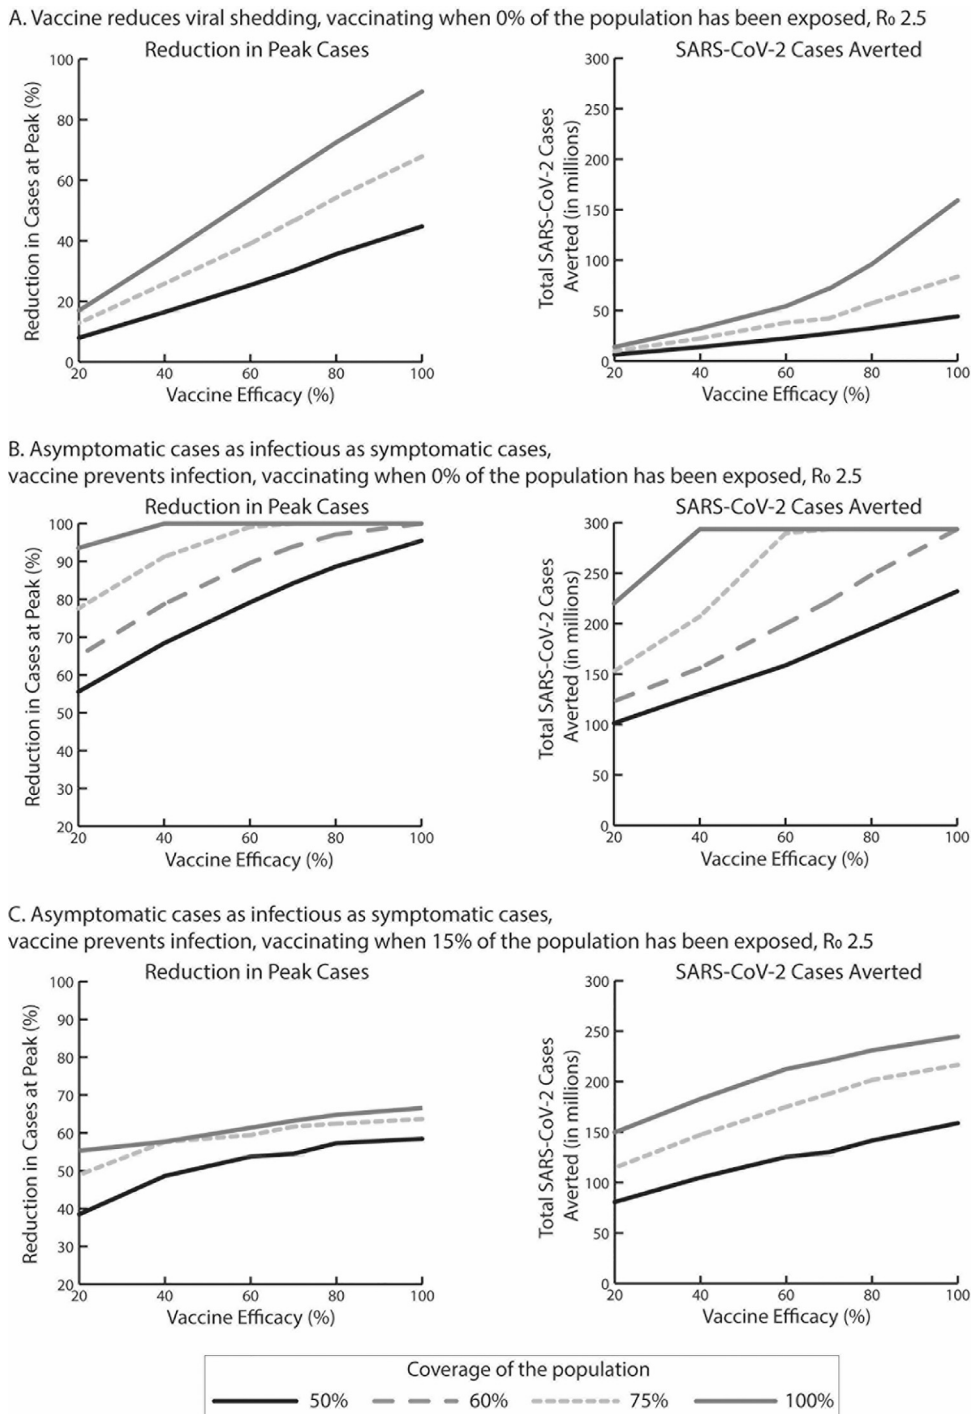 A. Vaccine reduces viral shedding, vaccinating when 0% of the population has been exposed, R₀ 2.5
Reduction in Peak Cases
Reduction in Cases at Peak (%)
100
80
60
40
20
0
20 40 60 80 100
Vaccine Efficacy (%)
SARS-CoV-2 Cases Averted
Total SARS-CoV-2 Cases
Averted (in millions)
300
250
200
150
100
50
0
20 40 60 80 100
Vaccine Efficacy (%)
B. Asymptomatic cases as infectious as symptomatic cases,
vaccine prevents infection, vaccinating when 0% of the population has been exposed, R₀ 2.5
Reduction in Peak Cases
Reduction in Cases at Peak (%)
100
90
80
70
60
50
40
30
20
20 40 60 80 100
Vaccine Efficacy (%)
SARS-CoV-2 Cases Averted
Total SARS-CoV-2 Cases
Averted (in millions)
300
250
200
150
100
50
0
20 40 60 80 100
Vaccine Efficacy (%)
C. Asymptomatic cases as infectious as symptomatic cases,
vaccine prevents infection, vaccinating when 15% of the population has been exposed, R₀ 2.5
Reduction in Peak Cases
Reduction in Cases at Peak (%)
100
90
80
70
60
50
40
30
20
20 40 60 80 100
Vaccine Efficacy (%)
SARS-CoV-2 Cases Averted
Total SARS-CoV-2 Cases
Averted (in millions)
300
250
200
150
100
50
0
20 40 60 80 100
Vaccine Efficacy (%)
Coverage of the population
50% 60% 75% 100%